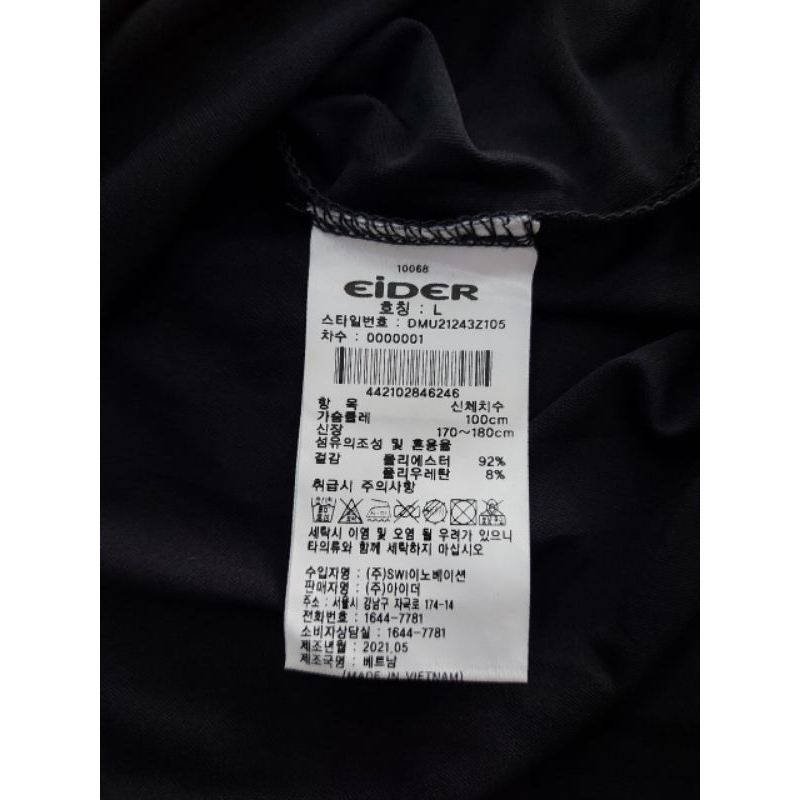 10068
EiDER
호칭 : L
스타일번호 : DMU21243Z105
차수 : 0000001
442102846246
항 목 신체치수
가슴둘레 100cm
신장 170~180cm
섬유의조성 및 혼용율
겉감 폴리에스터 92%
폴리우레탄 8%
취급시 주의사항
세탁시 이염 및 오염 될 우려가 있으니
타의류와 함께 세탁하지 마십시오
수입자명 : (주)SWI이노베이션
판매자명 : (주)아이더
주소 : 서울시 강남구 자곡로 174-14
전화번호 : 1644-7781
소비자상담실 : 1644-7781
제조년월 : 2021.05
제조국명 : 베트남
(MADE IN VIETNAM)